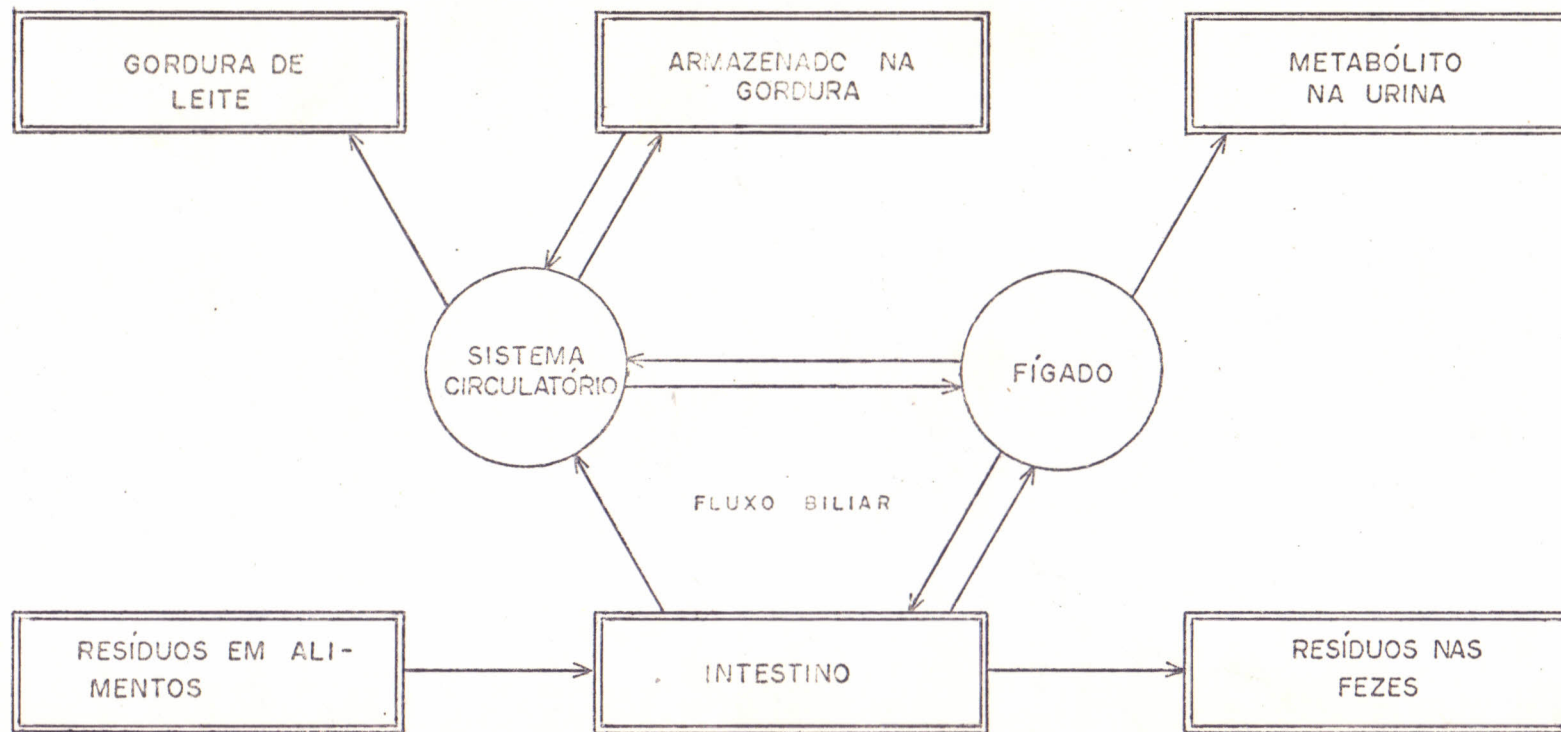 GORDURA DE
LEITE
ARMAZENADO NA
GORDURA
METABÓLITO
NA URINA
SISTEMA
CIRCULATÓRIO
FÍGADO
FLUXO BILIAR
RESÍDUOS EM ALI-
MENTOS
INTESTINO
RESÍDUOS NAS
FEZES